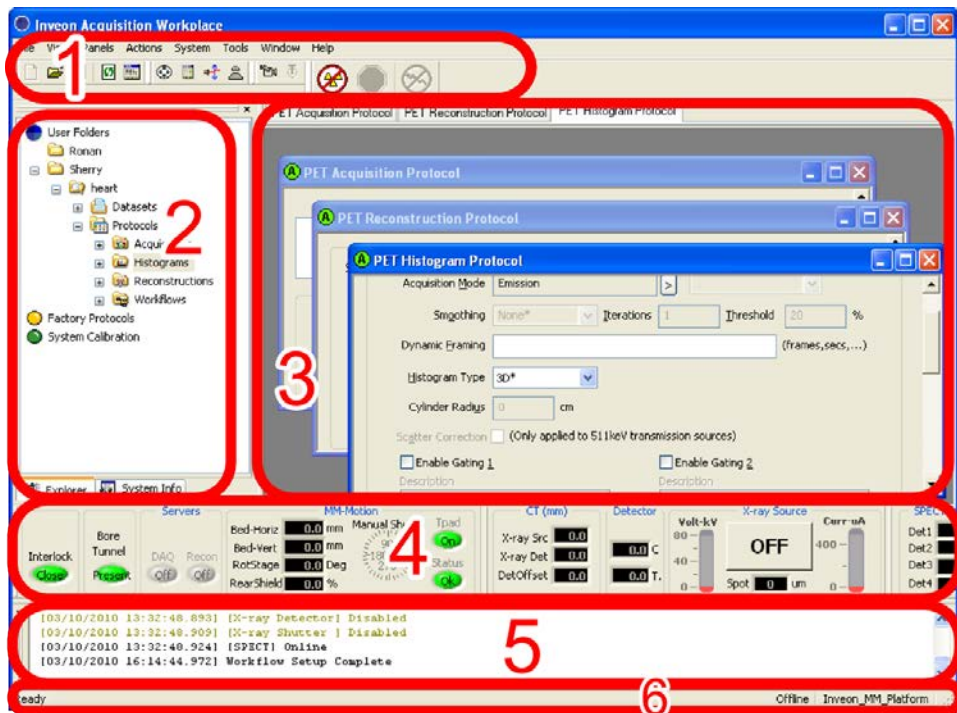 Inveon Acquisition Workplace
Panels Actions System Tools Window Help
1
PET Acquisition Protocol PET Reconstruction Protocol PET Histogram Protocol
User Folders
Ronan
Sherry
heart
Datasets
Protocols
Histograms
Reconstructions
Workflows
Factory Protocols
System Calibration
2
Explorer System Info
PET Acquisition Protocol
PET Reconstruction Protocol
PET Histogram Protocol
Acquisition Mode Emission >
Smoothing None* Iterations 1 Threshold 20 %
Dynamic Framing (frames,secs,...)
Histogram Type 3D*
Cylinder Radius 0 cm
Scatter Correction (Only applied to 511keV transmission sources)
Enable Gating 1 Enable Gating 2
Description Description
3
Interlock
Close
Bore Tunnel
Present
Servers
DAQ Recon
Off Off
MM-Motion
Bed-Horiz 0.0 mm
Bed-Vert 0.0 mm
RotStage 0.0 Deg
RearShield 0.0 %
Manual
Tpad
On
Status
Ok
4
CT (mm)
X-ray Src 0.0
X-ray Det 0.0
DetOffset 0.0
Detector
0.0 C
0.0 T.
X-ray Source
Volt-kV
80
40
0
OFF
Spot 0 um
Curr-uA
400
0
SPECT
Det1
Det2
Det3
Det4
[03/10/2010 13:32:48.893] [X-ray Detector] Disabled
[03/10/2010 13:32:48.909] [X-ray Shutter ] Disabled
[03/10/2010 13:32:48.924] [SPECT] Online
[03/10/2010 16:14:44.972] Workflow Setup Complete
5
Ready Offline Inveon_MM_Platform
6